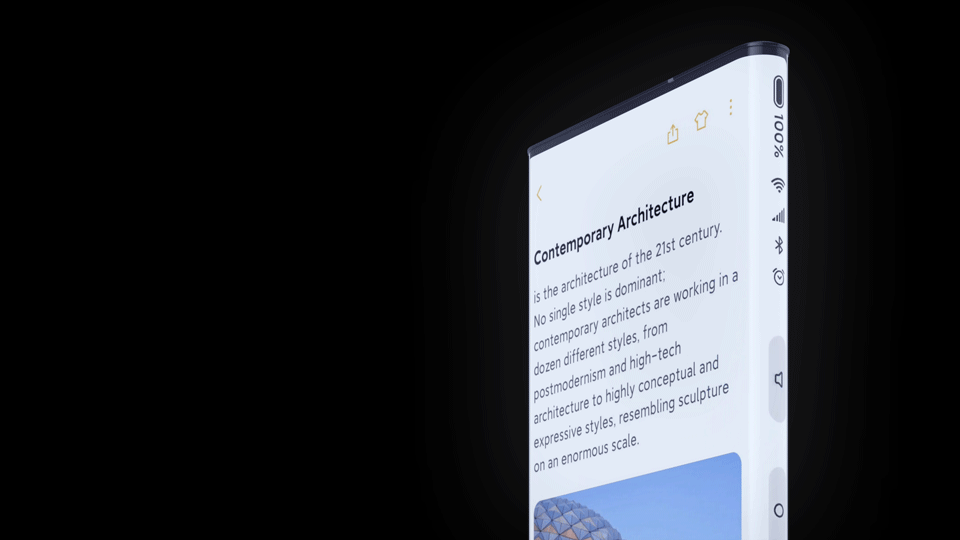 Contemporary Architecture
is the architecture of the 21st century.
No single style is dominant;
contemporary architects are working in a
dozen different styles, from
postmodernism and high-tech
architecture to highly conceptual and
expressive styles, resembling sculpture
on an enormous scale.
100%